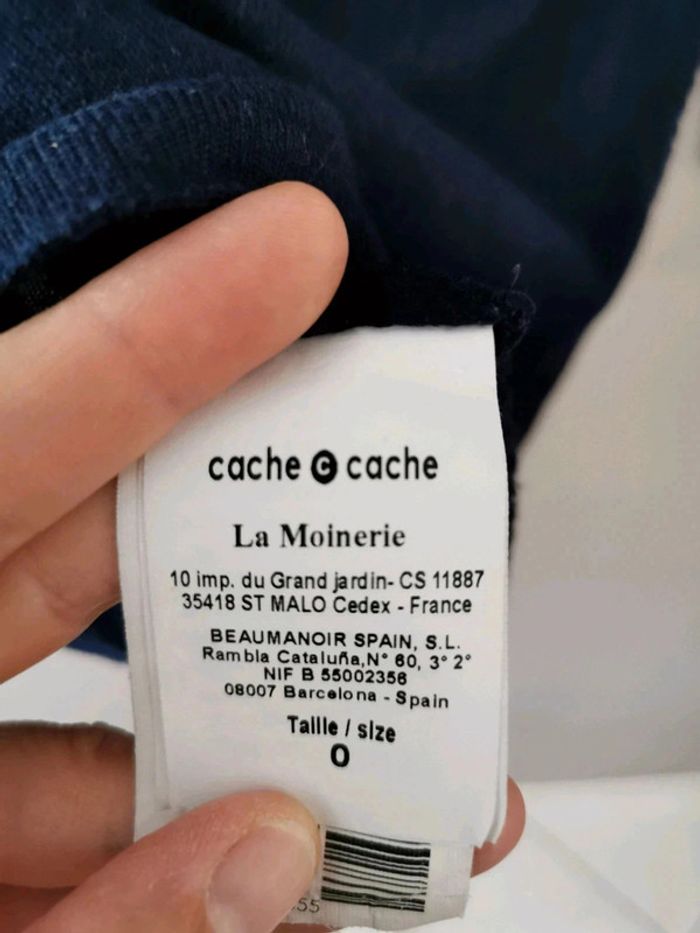 cache c cache
La Moinerie
10 imp. du Grand jardin- CS 11887
35418 ST MALO Cedex - France
BEAUMANOIR SPAIN, S.L.
Rambla Cataluña,N° 60, 3° 2°
NIF B 55002356
08007 Barcelona - Spain
Taille / size
0
55